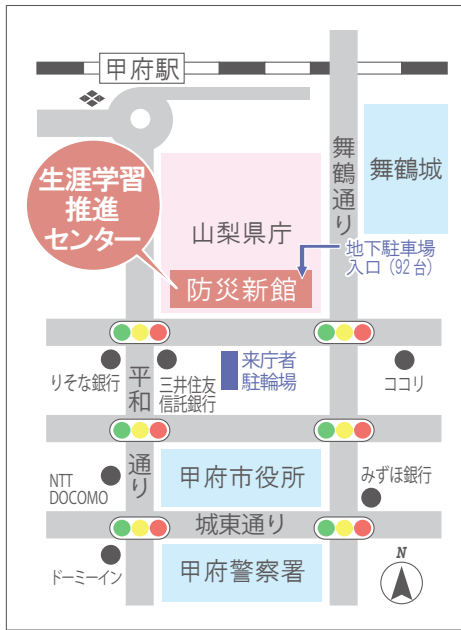 甲府駅
生涯学習
推進
センター
山梨県庁
防災新館
舞鶴通り
舞鶴城
地下駐車場
入口（92台）
りそな銀行
平和
三井住友
信託銀行
来庁者
駐輪場
ココリ
通り
NTT
DOCOMO
甲府市役所
みずほ銀行
城東通り
ドーミーイン
甲府警察署
N